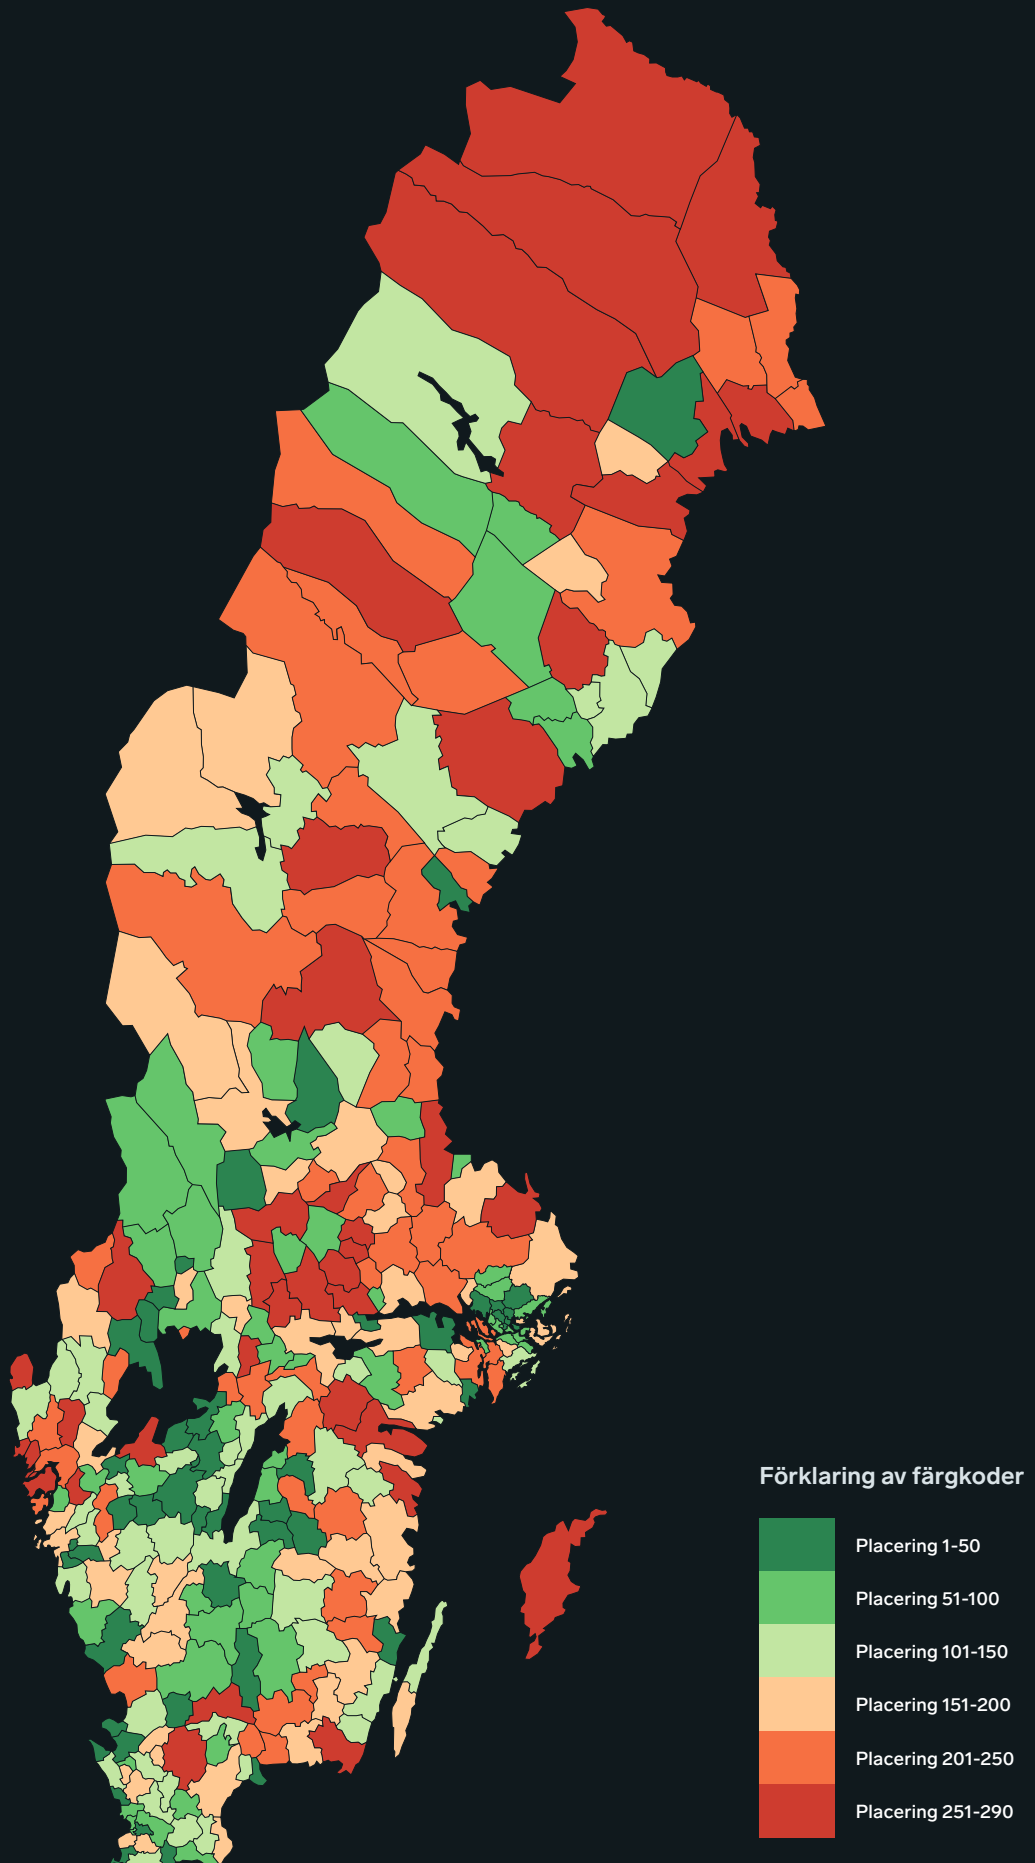 Förklaring av färgkoder
Placering 1-50
Placering 51-100
Placering 101-150
Placering 151-200
Placering 201-250
Placering 251-290